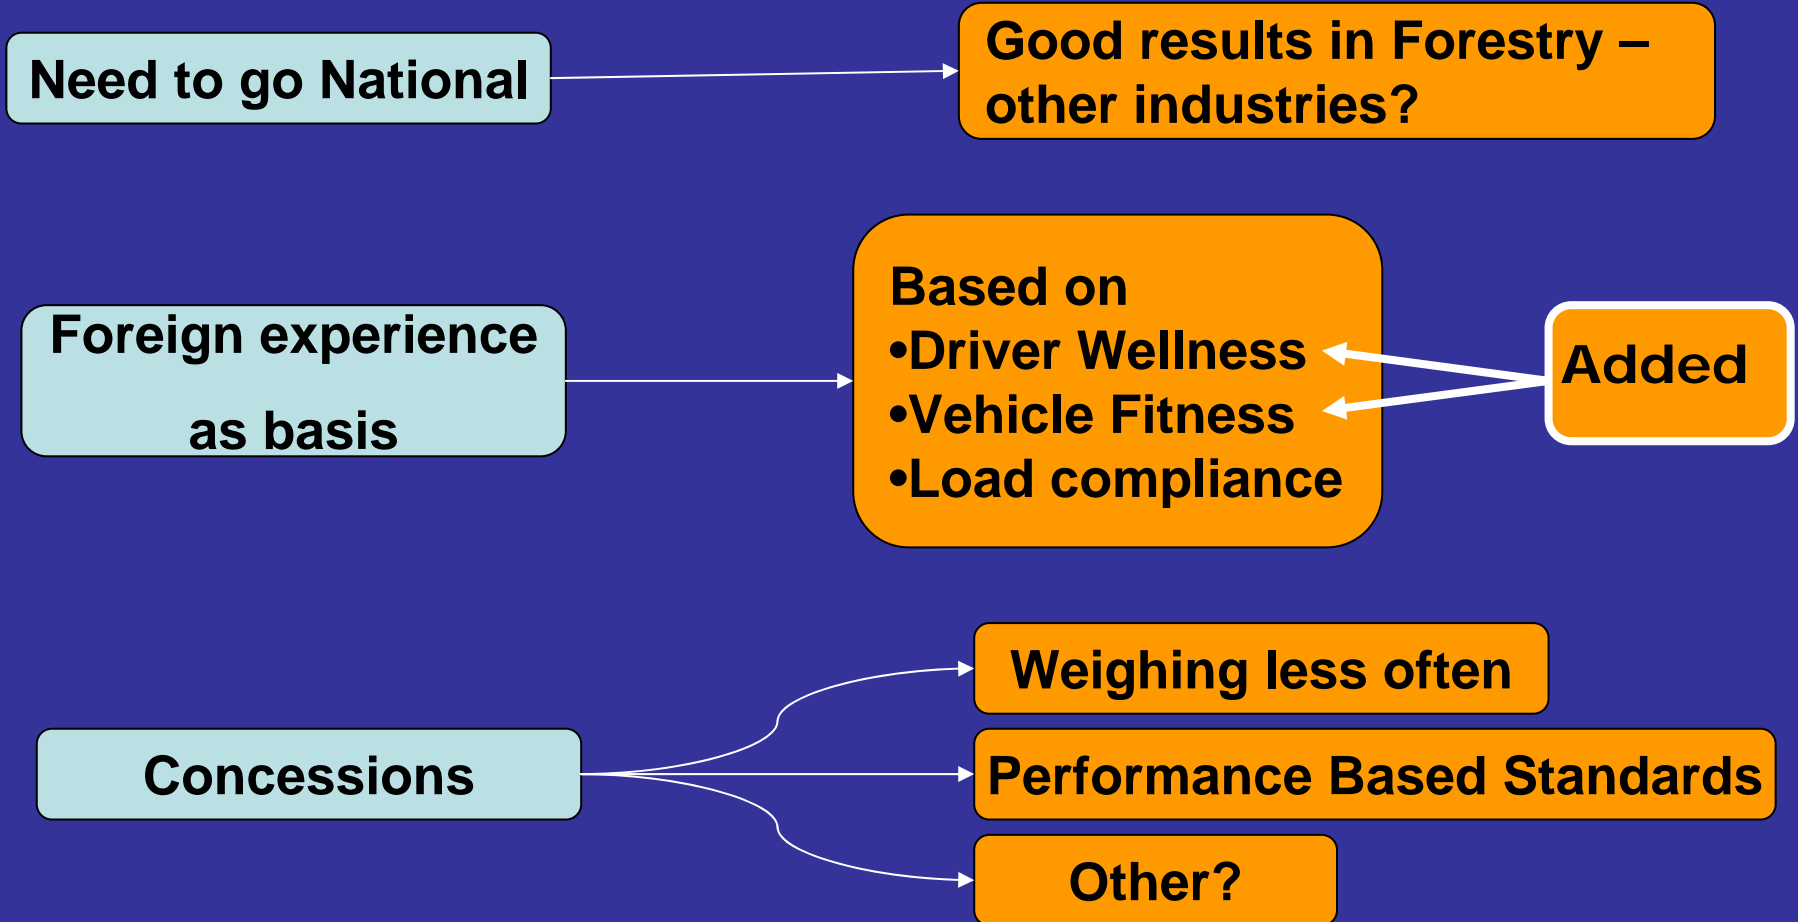 Need to go National
Good results in Forestry –
other industries?
Foreign experience
as basis
Based on
•Driver Wellness
•Vehicle Fitness
•Load compliance
Added
Concessions
Weighing less often
Performance Based Standards
Other?